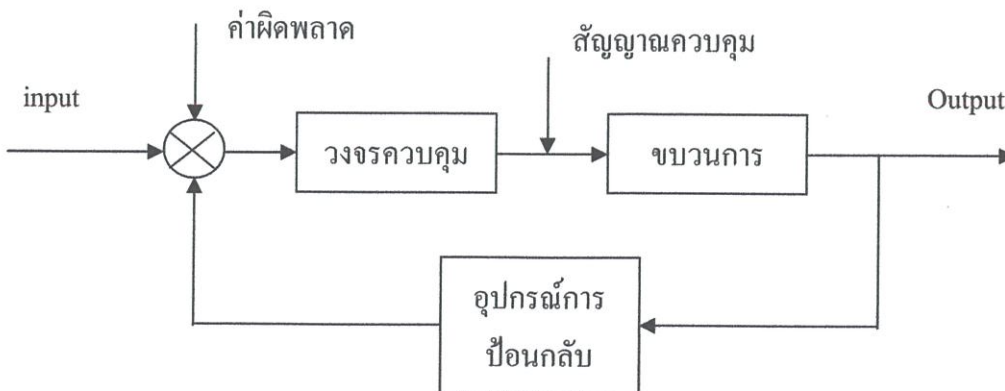 ค่าผิดพลาด
สัญญาณควบคุม
input
Output
วงจรควบคุม
ขบวนการ
อุปกรณ์การ
ป้อนกลับ